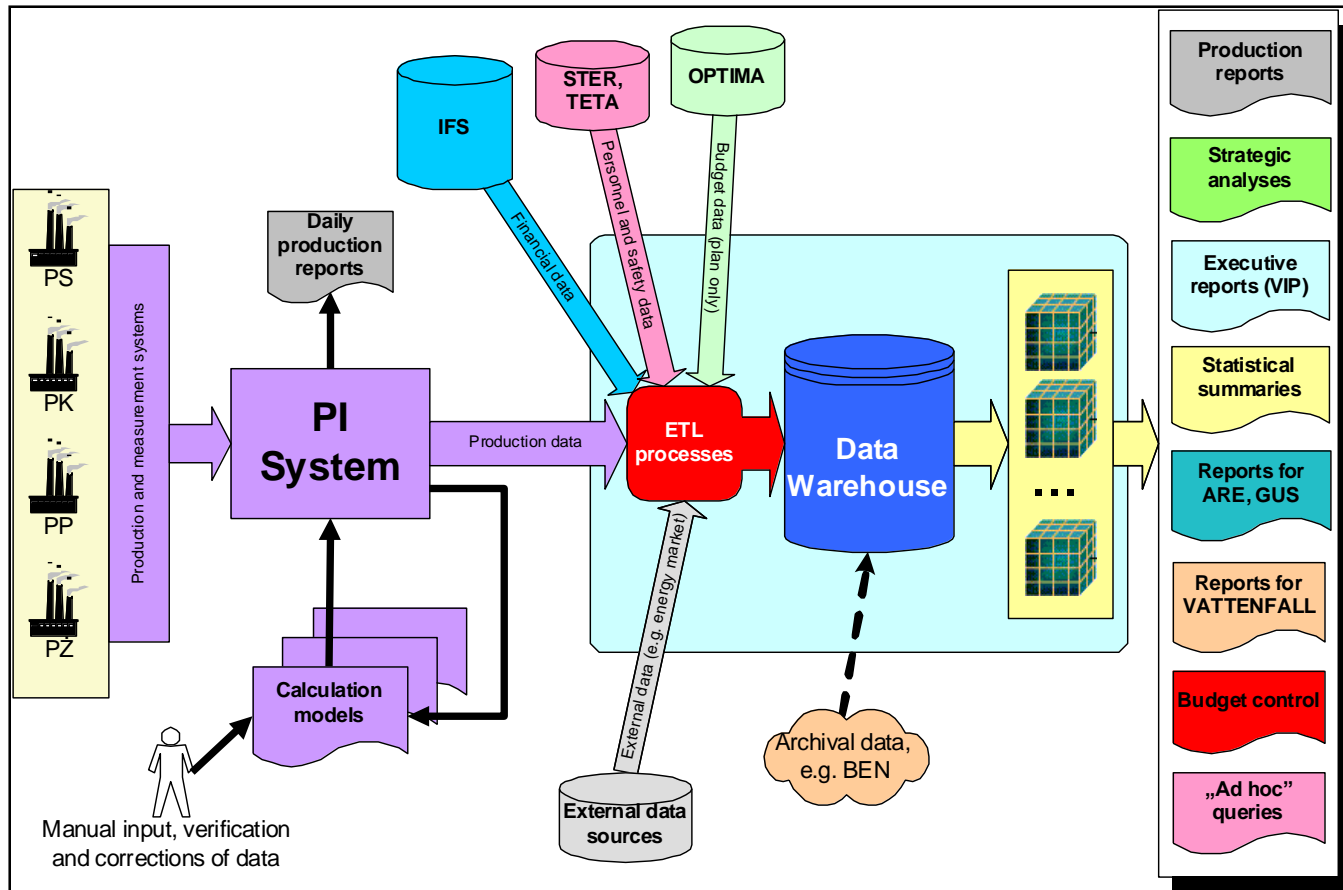 PS
PK
PP
PŻ
Production and measurement systems
Daily
production
reports
PI
System
Calculation
models
Manual input, verification
and corrections of data
IFS
STER,
TETA
OPTIMA
Financial data
Personnel and safety data
Budget data (plan only)
Production data
ETL
processes
External data (e.g. energy market)
External data
sources
Data
Warehouse
Archival data,
e.g. BEN
...
Production
reports
Strategic
analyses
Executive
reports (VIP)
Statistical
summaries
Reports for
ARE, GUS
Reports for
VATTENFALL
Budget control
„Ad hoc”
queries